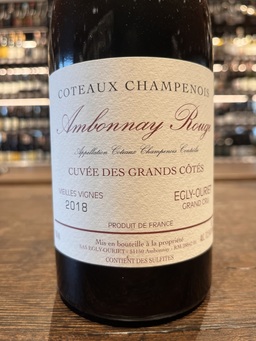 COTEAUX CHAMPENOIS
Ambonnay Rouge
Appellation Coteaux Champenois Contrôlée
CUVÉE DES GRANDS CÔTÉS
VIEILLES VIGNES
2018
EGLY-OURIET
GRAND CRU
PRODUIT DE FRANCE
Mis en bouteille à la propriété
CONTIENT DES SULFITES